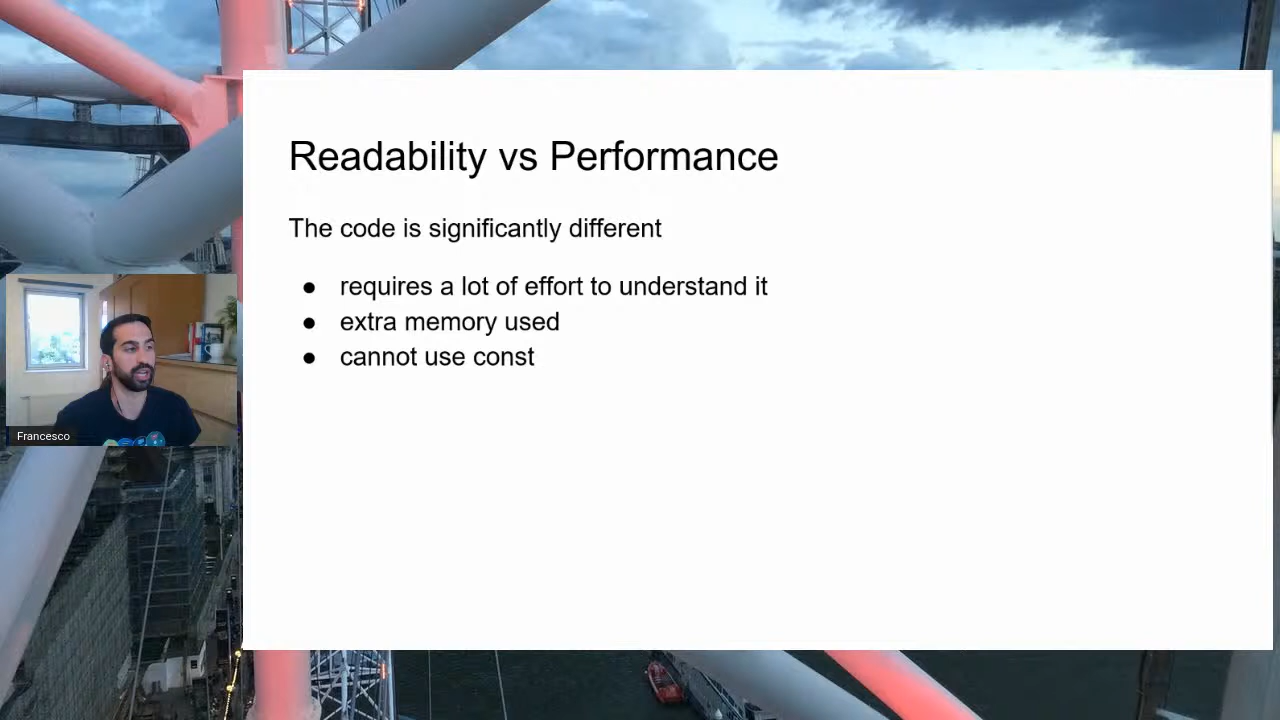 Readability vs Performance
The code is significantly different
● requires a lot of effort to understand it
● extra memory used
● cannot use const
Francesco